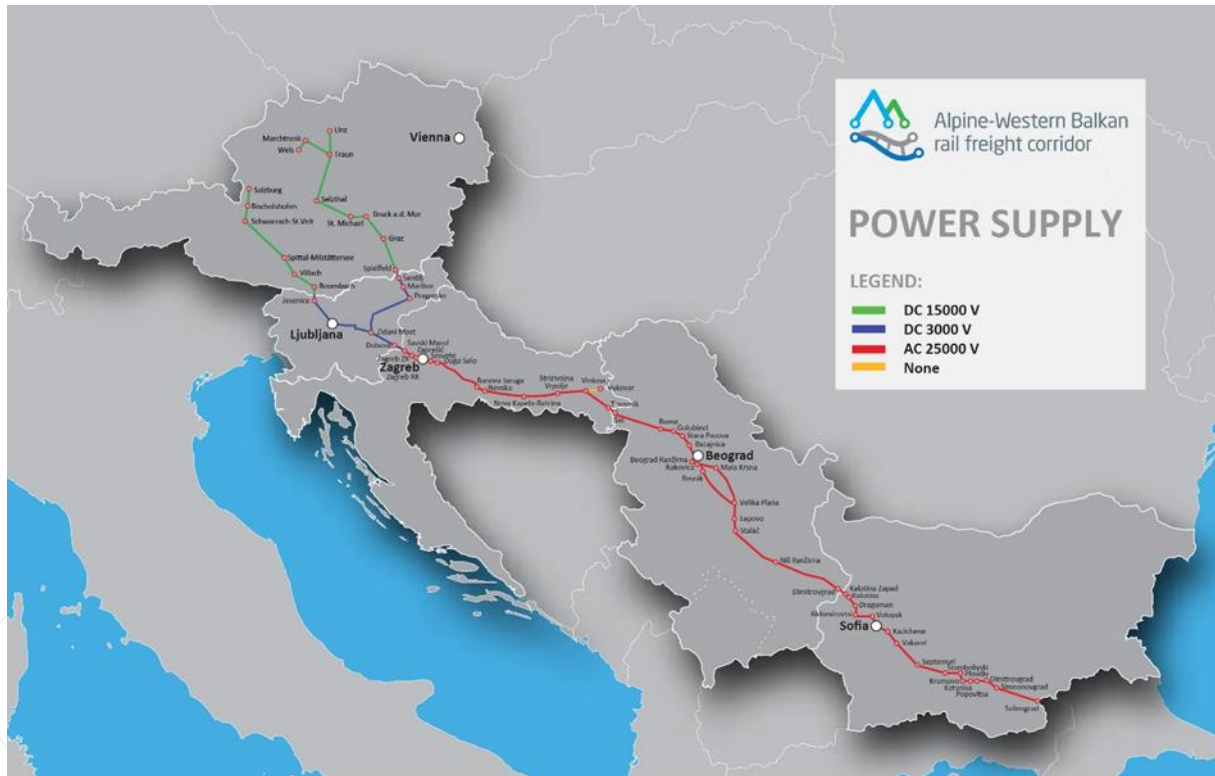 Alpine-Western Balkan
rail freight corridor
POWER SUPPLY
LEGEND:
DC 15000 V
DC 3000 V
AC 25000 V
None
Linz
Marchtrenk
Wels
Traun
Vienna
Salzburg
Bischofshofen
Schwarzach-St.Veit
Selzthal
St. Michael
Bruck a.d. Mur
Graz
Spittal-Milstättersee
Villach
Rosenbach
Spielfeld
Šentilj
Maribor
Pragersko
Jesenice
Ljubljana
Zidani Most
Dobova
Savski Marof
Zaprešić
Sesvete
Dugo Selo
Zagreb ZK
Zagreb
Zagreb RK
Banova Jaruga
Novska
Nova Kapela-Batrina
Strizivojna
Vrpolje
Vinkovci
Vukovar
Tovarnik
Šid
Ruma
Golubinci
Stara Pazova
Batajnica
Beograd
Beograd Ranžirna
Rakovica
Resnik
Mala Krsna
Velika Plana
Lapovo
Stalać
Niš Ranžirna
Dimitrovgrad
Kalotina Zapad
Kalotina
Dragoman
Aldomirovtsi
Voluyak
Sofia
Kazichene
Vakarel
Septemvri
Stamboliyski
Plovdiv
Krumovo
Katunitsa
Popovitsa
Dimitrovgrad
Simeonovgrad
Svilengrad